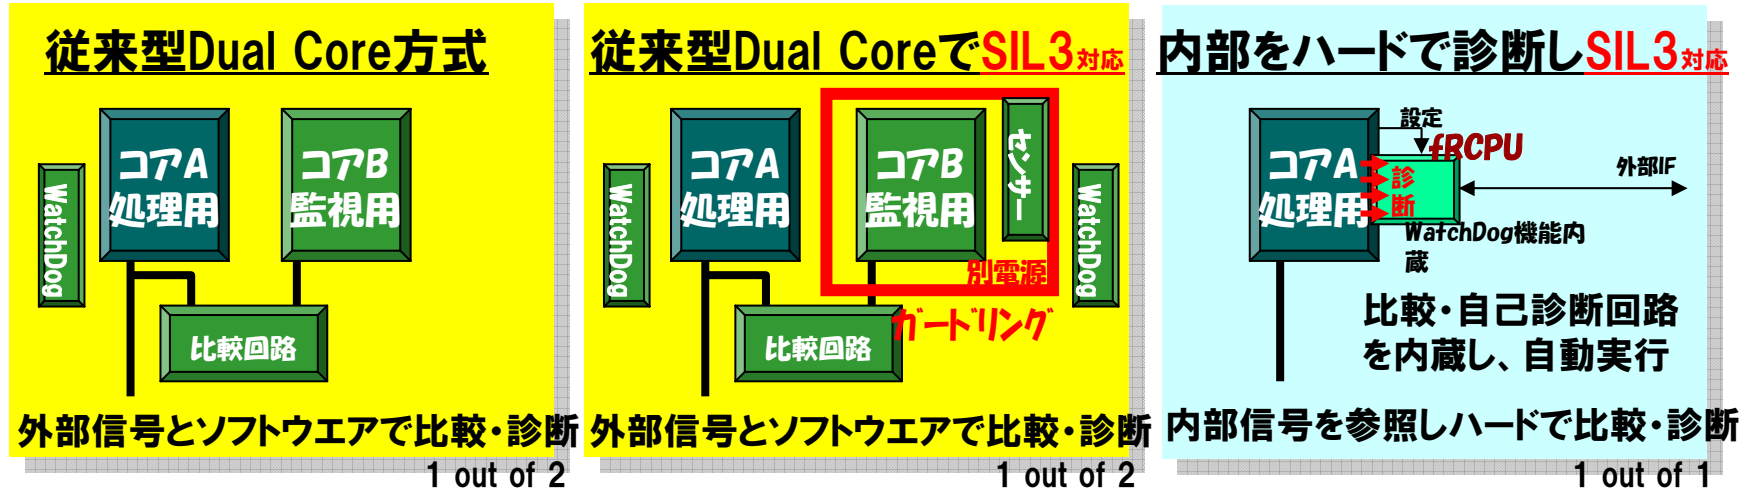 従来型Dual Core方式
コアA
処理用
コアB
監視用
WatchDog
比較回路
外部信号とソフトウエアで比較・診断
1 out of 2
従来型Dual CoreでSIL3対応
コアA
処理用
コアB
監視用
センサー
WatchDog
WatchDog
別電源
ガードリング
比較回路
外部信号とソフトウエアで比較・診断
1 out of 2
内部をハードで診断しSIL3対応
設定
fRCPU
コアA
処理用
診
断
外部IF
WatchDog機能内
蔵
比較・自己診断回路
を内蔵し、自動実行
内部信号を参照しハードで比較・診断
1 out of 1